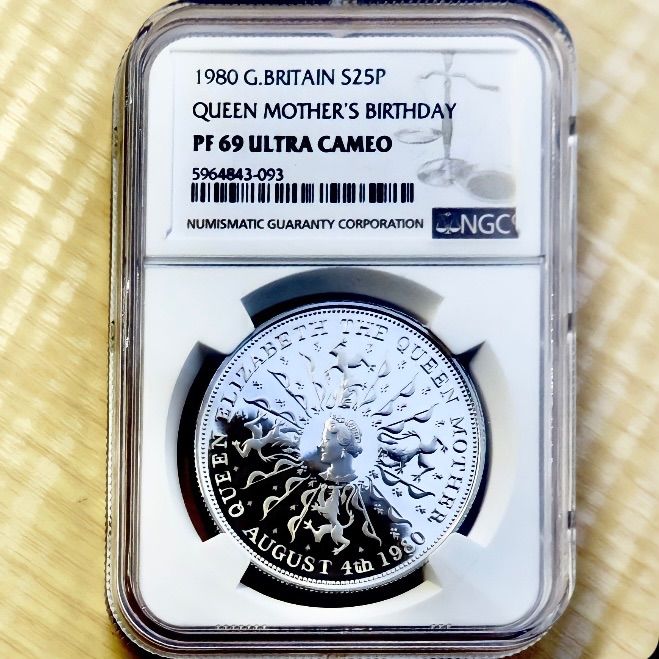 1980 G.BRITAIN S25P
QUEEN MOTHER'S BIRTHDAY
PF 69 ULTRA CAMEO
5964843-093
NUMISMATIC GUARANTY CORPORATION
NGC
QUEEN ELIZABETH THE QUEEN MOTHER
AUGUST 4th 1980